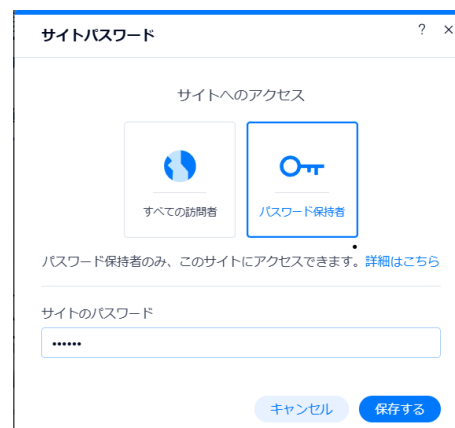 サイトパスワード
? ×
サイトへのアクセス
すべての訪問者
パスワード保持者
パスワード保持者のみ、このサイトにアクセスできます。詳細はこちら
サイトのパスワード
••••••
キャンセル
保存する